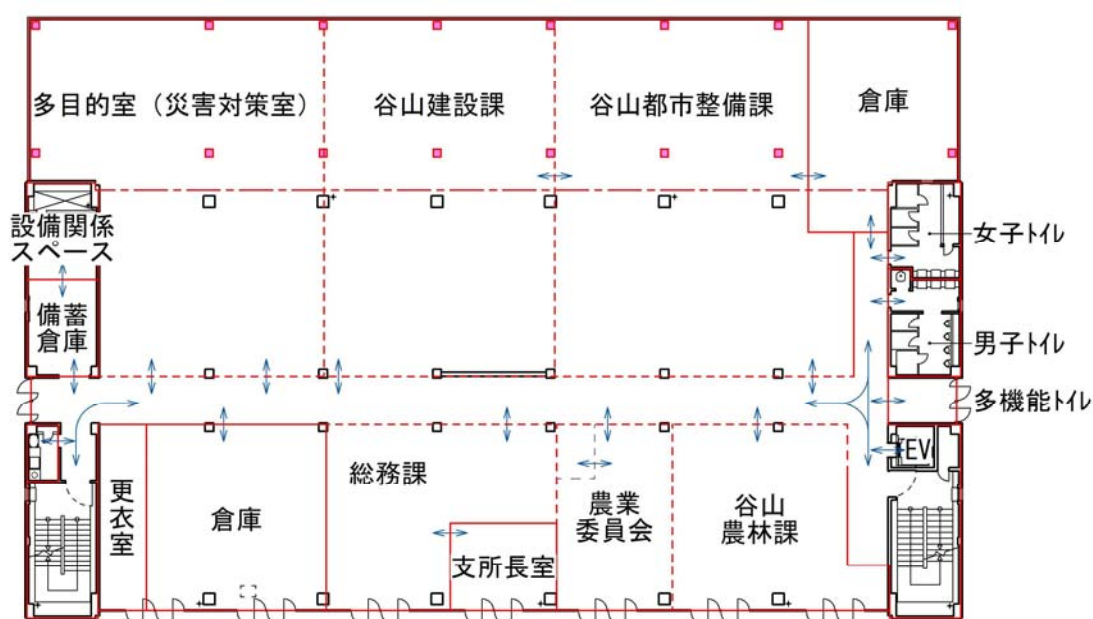 多目的室（災害対策室）
谷山建設課
谷山都市整備課
倉庫
設備関係
スペース
女子トイレ
備蓄
倉庫
男子トイレ
多機能トイレ
EV
更衣室
倉庫
総務課
支所長室
農業
委員会
谷山
農林課